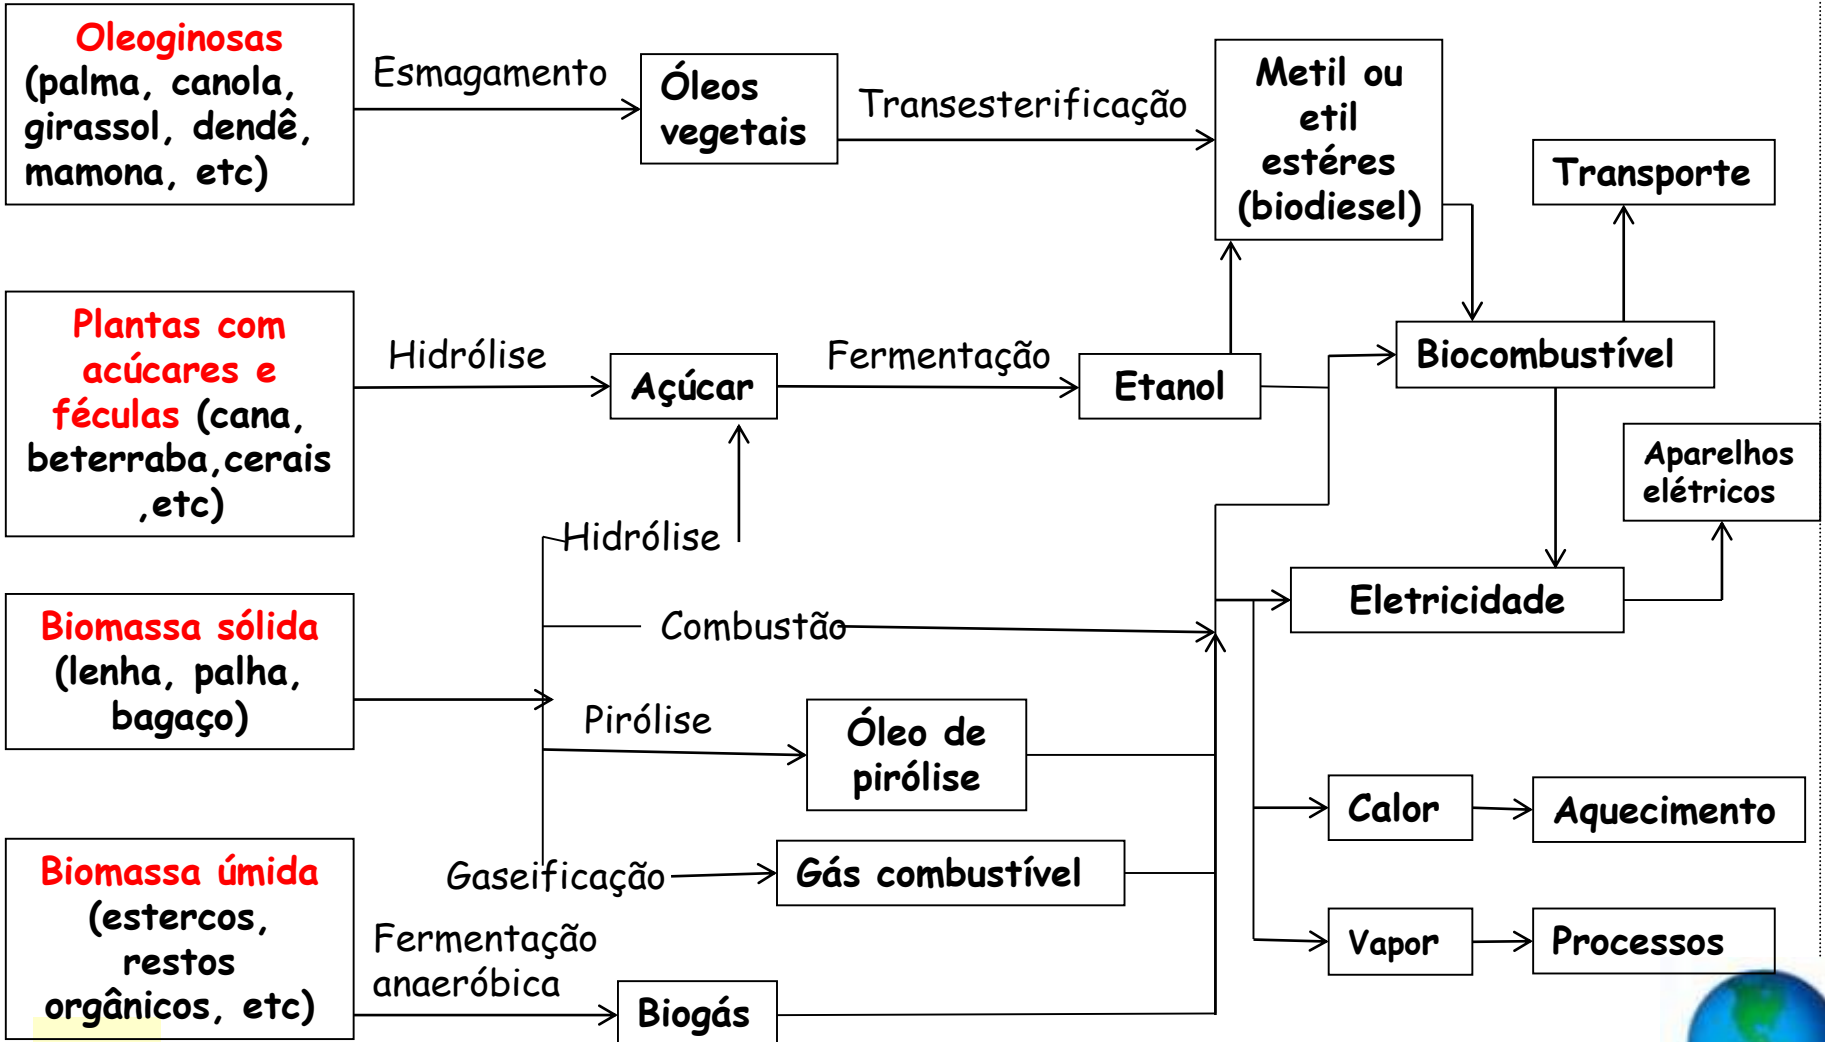 Oleoginosas
(palma, canola,
girassol, dendê,
mamona, etc)
Esmagamento
Óleos
vegetais
Transesterificação
Metil ou
etil
estéres
(biodiesel)
Transporte
Plantas com
acúcares e
féculas (cana,
beterraba,cerais
,etc)
Hidrólise
Açúcar
Fermentação
Etanol
Biocombustível
Aparelhos
elétricos
Hidrólise
Eletricidade
Biomassa sólida
(lenha, palha,
bagaço)
Combustão
Pirólise
Óleo de
pirólise
Calor
Aquecimento
Gaseificação
Gás combustível
Biomassa úmida
(estercos,
restos
orgânicos, etc)
Fermentação
anaeróbica
Biogás
Vapor
Processos